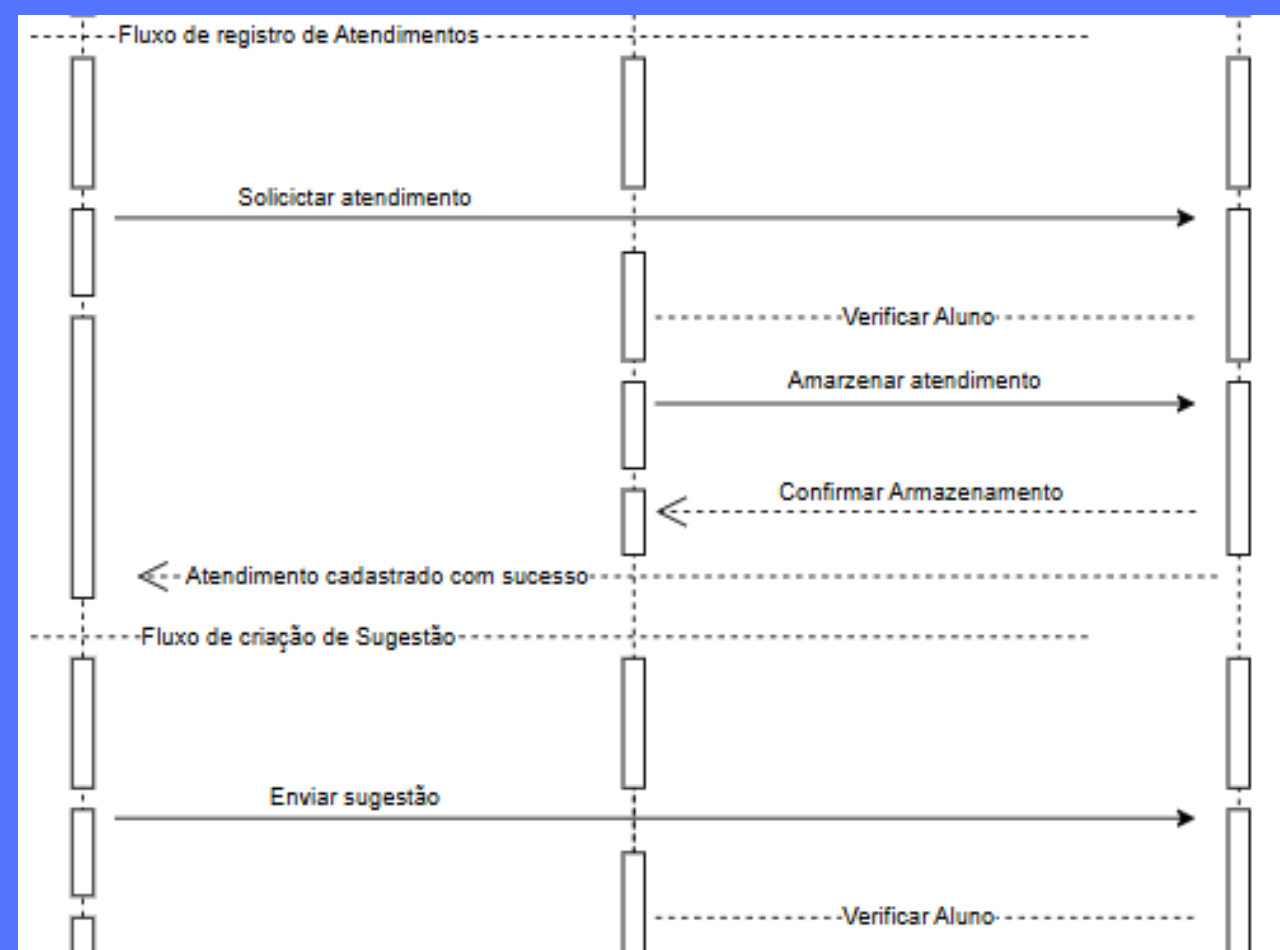 Fluxo de registro de Atendimentos
Solicictar atendimento
Verificar Aluno
Amarzenar atendimento
Confirmar Armazenamento
Atendimento cadastrado com sucesso
Fluxo de criação de Sugestão
Enviar sugestão
Verificar Aluno